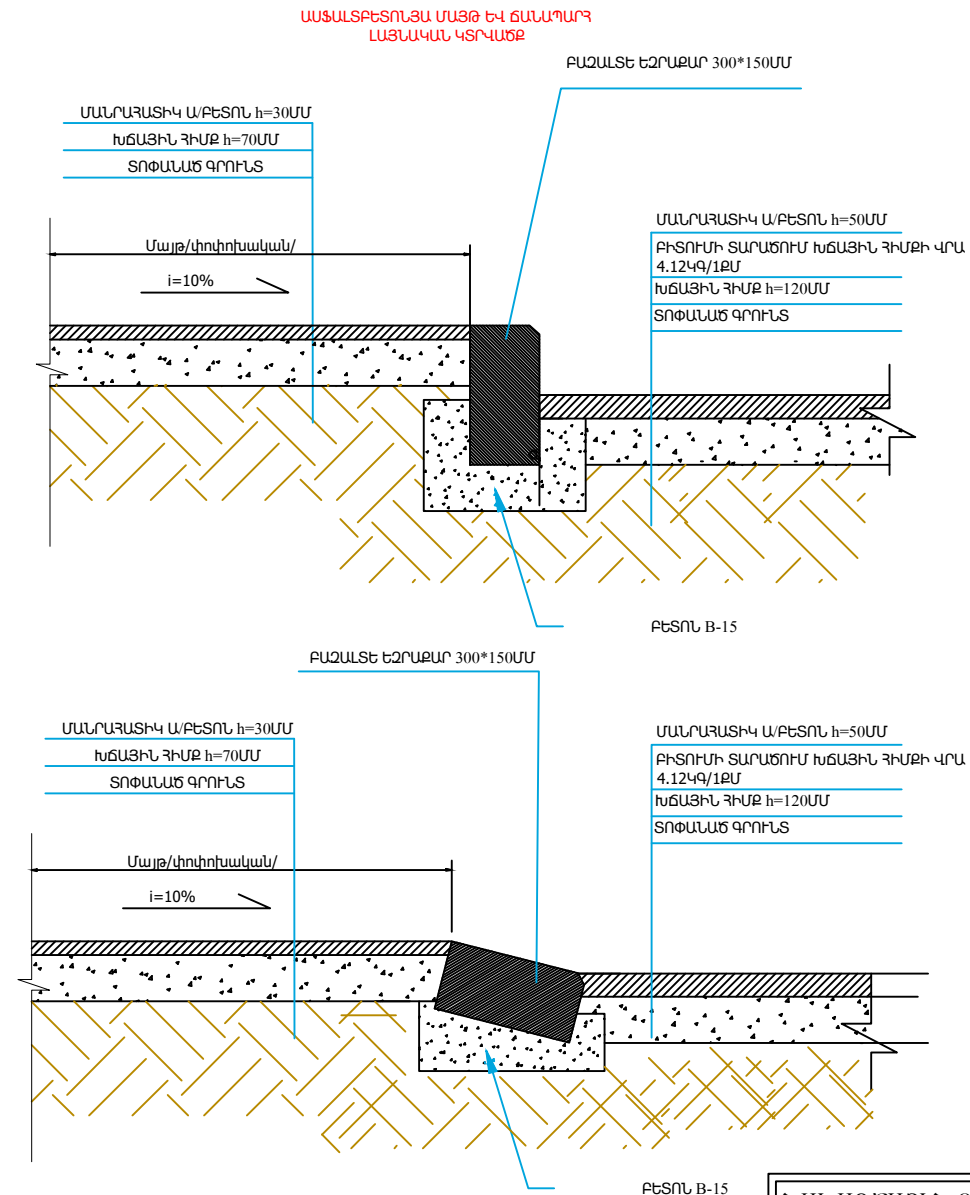 ԱՍՖԱԼՏԲԵՏՈՆՅԱ ՄԱՅԹ ԵՎ ՃԱՆԱՊԱՐՀ
ԼԱՅՆԱԿԱՆ ԿՏՐՎԱԾՔ
ԲԱԶԱԼՏԵ ԵԶՐԱՔԱՐ 300*150ՄՄ
ՄԱՆՐԱՀԱՏԻԿ Ա/ԲԵՏՈՆ h=30ՄՄ
ԽՃԱՅԻՆ ՀԻՄՔ h=70ՄՄ
ՏՈՓԱՆԱԾ ԳՐՈՒՆՏ
ՄԱՆՐԱՀԱՏԻԿ Ա/ԲԵՏՈՆ h=50ՄՄ
ԲԻՏՈՒՄԻ ՏԱՐԱԾՈՒՄ ԽՃԱՅԻՆ ՀԻՄՔԻ ՎՐԱ
4.12ԿԳ/1ՔՄ
ԽՃԱՅԻՆ ՀԻՄՔ h=120ՄՄ
ՏՈՓԱՆԱԾ ԳՐՈՒՆՏ
Մայթ/փոփոխական/
i=10%
ԲԵՏՈՆ B-15
ԲԱԶԱԼՏԵ ԵԶՐԱՔԱՐ 300*150ՄՄ
ՄԱՆՐԱՀԱՏԻԿ Ա/ԲԵՏՈՆ h=30ՄՄ
ԽՃԱՅԻՆ ՀԻՄՔ h=70ՄՄ
ՏՈՓԱՆԱԾ ԳՐՈՒՆՏ
ՄԱՆՐԱՀԱՏԻԿ Ա/ԲԵՏՈՆ h=50ՄՄ
ԲԻՏՈՒՄԻ ՏԱՐԱԾՈՒՄ ԽՃԱՅԻՆ ՀԻՄՔԻ ՎՐԱ
4.12ԿԳ/1ՔՄ
ԽՃԱՅԻՆ ՀԻՄՔ h=120ՄՄ
ՏՈՓԱՆԱԾ ԳՐՈՒՆՏ
Մայթ/փոփոխական/
i=10%
ԲԵՏՈՆ B-15